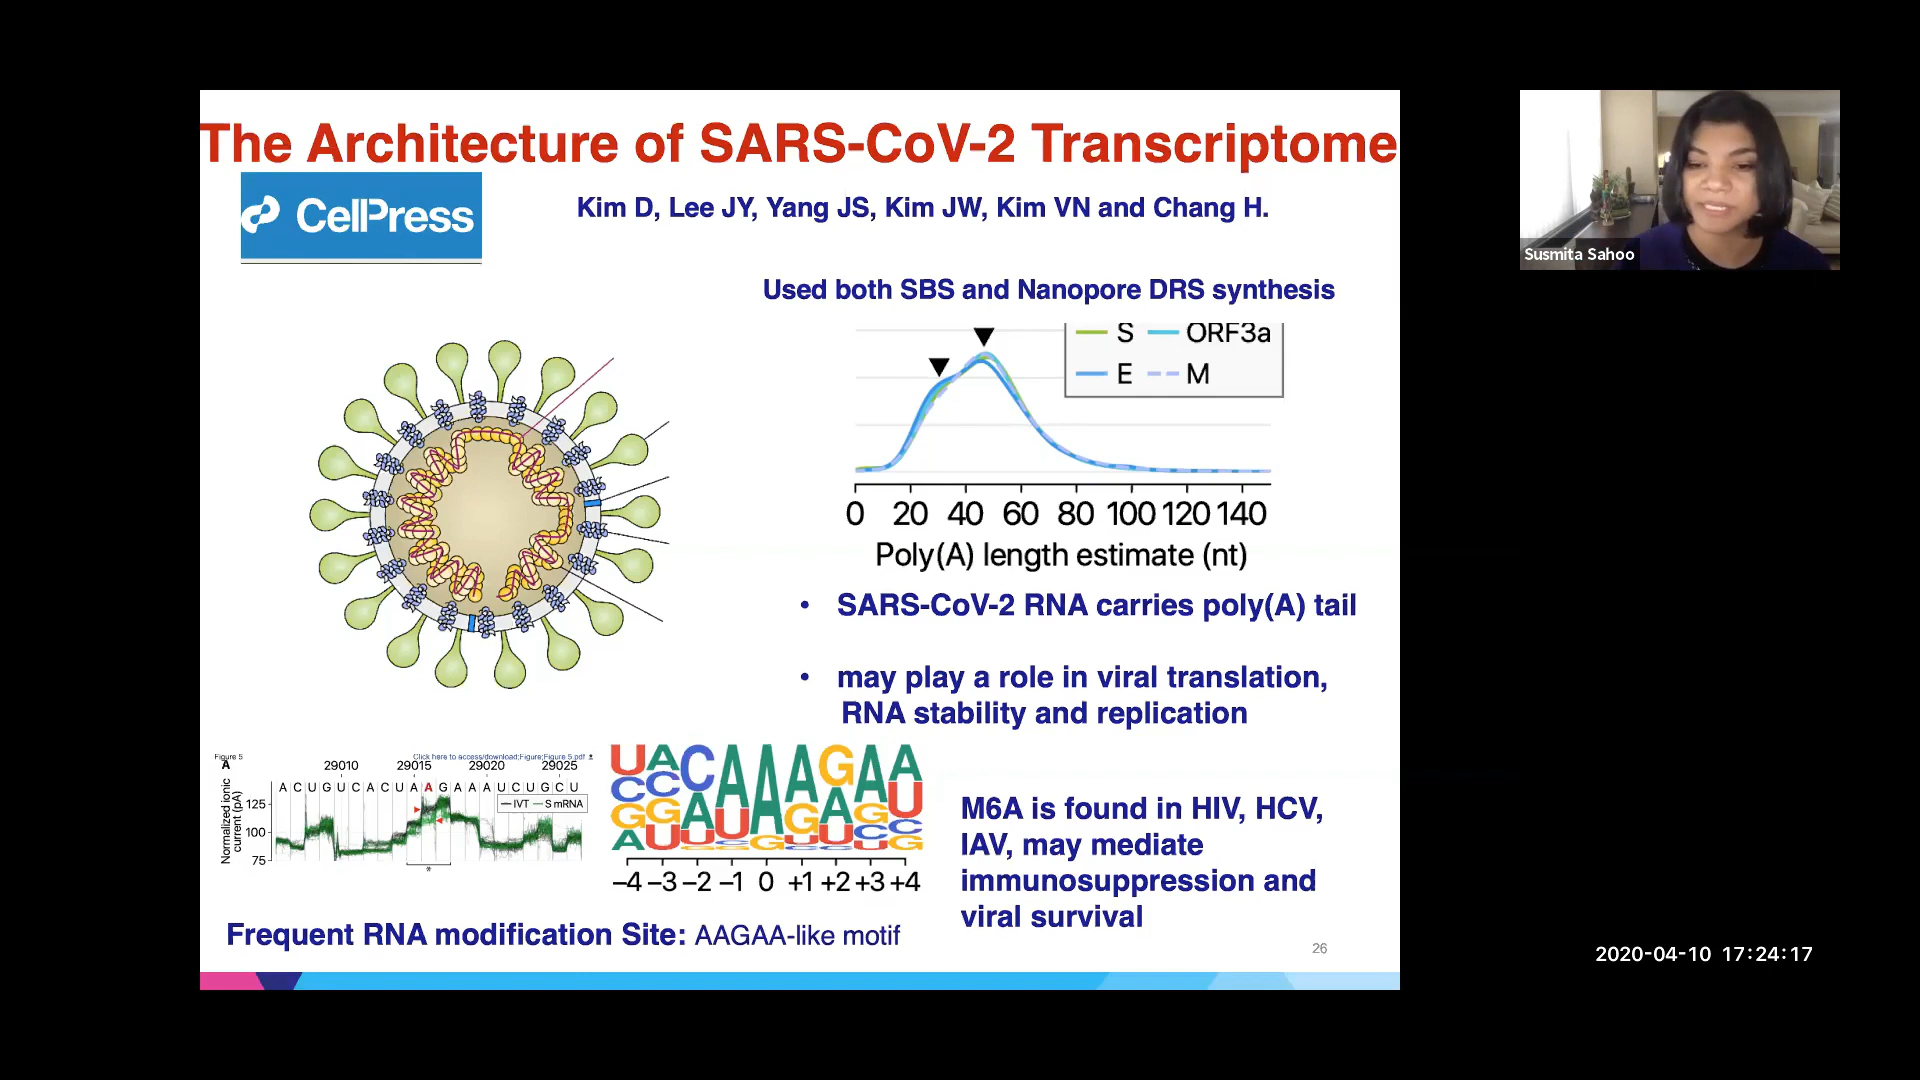 The Architecture of SARS-CoV-2 Transcriptome
CellPress
Kim D, Lee JY, Yang JS, Kim JW, Kim VN and Chang H.
Susmita Sahoo
Used both SBS and Nanopore DRS synthesis
S ORF3a
E M
0 20 40 60 80 100 120 140
Poly(A) length estimate (nt)
• SARS-CoV-2 RNA carries poly(A) tail
• may play a role in viral translation,
RNA stability and replication
Figure 5
Click here to access/download;Figure;Figure 5.pdf
A
29010 29015 29020 29025
A C U G U C A C U A A G A A A U C U G C U
IVT S mRNA
Normalized ionic
current (pA)
125
100
75
*
U A C A A A G A A
C C A U G A G U
G G U G U A C C
A U U U G
–4 –3 –2 –1 0 +1 +2 +3 +4
M6A is found in HIV, HCV,
IAV, may mediate
immunosuppression and
viral survival
Frequent RNA modification Site: AAGAA-like motif
26
2020-04-10 17:24:17